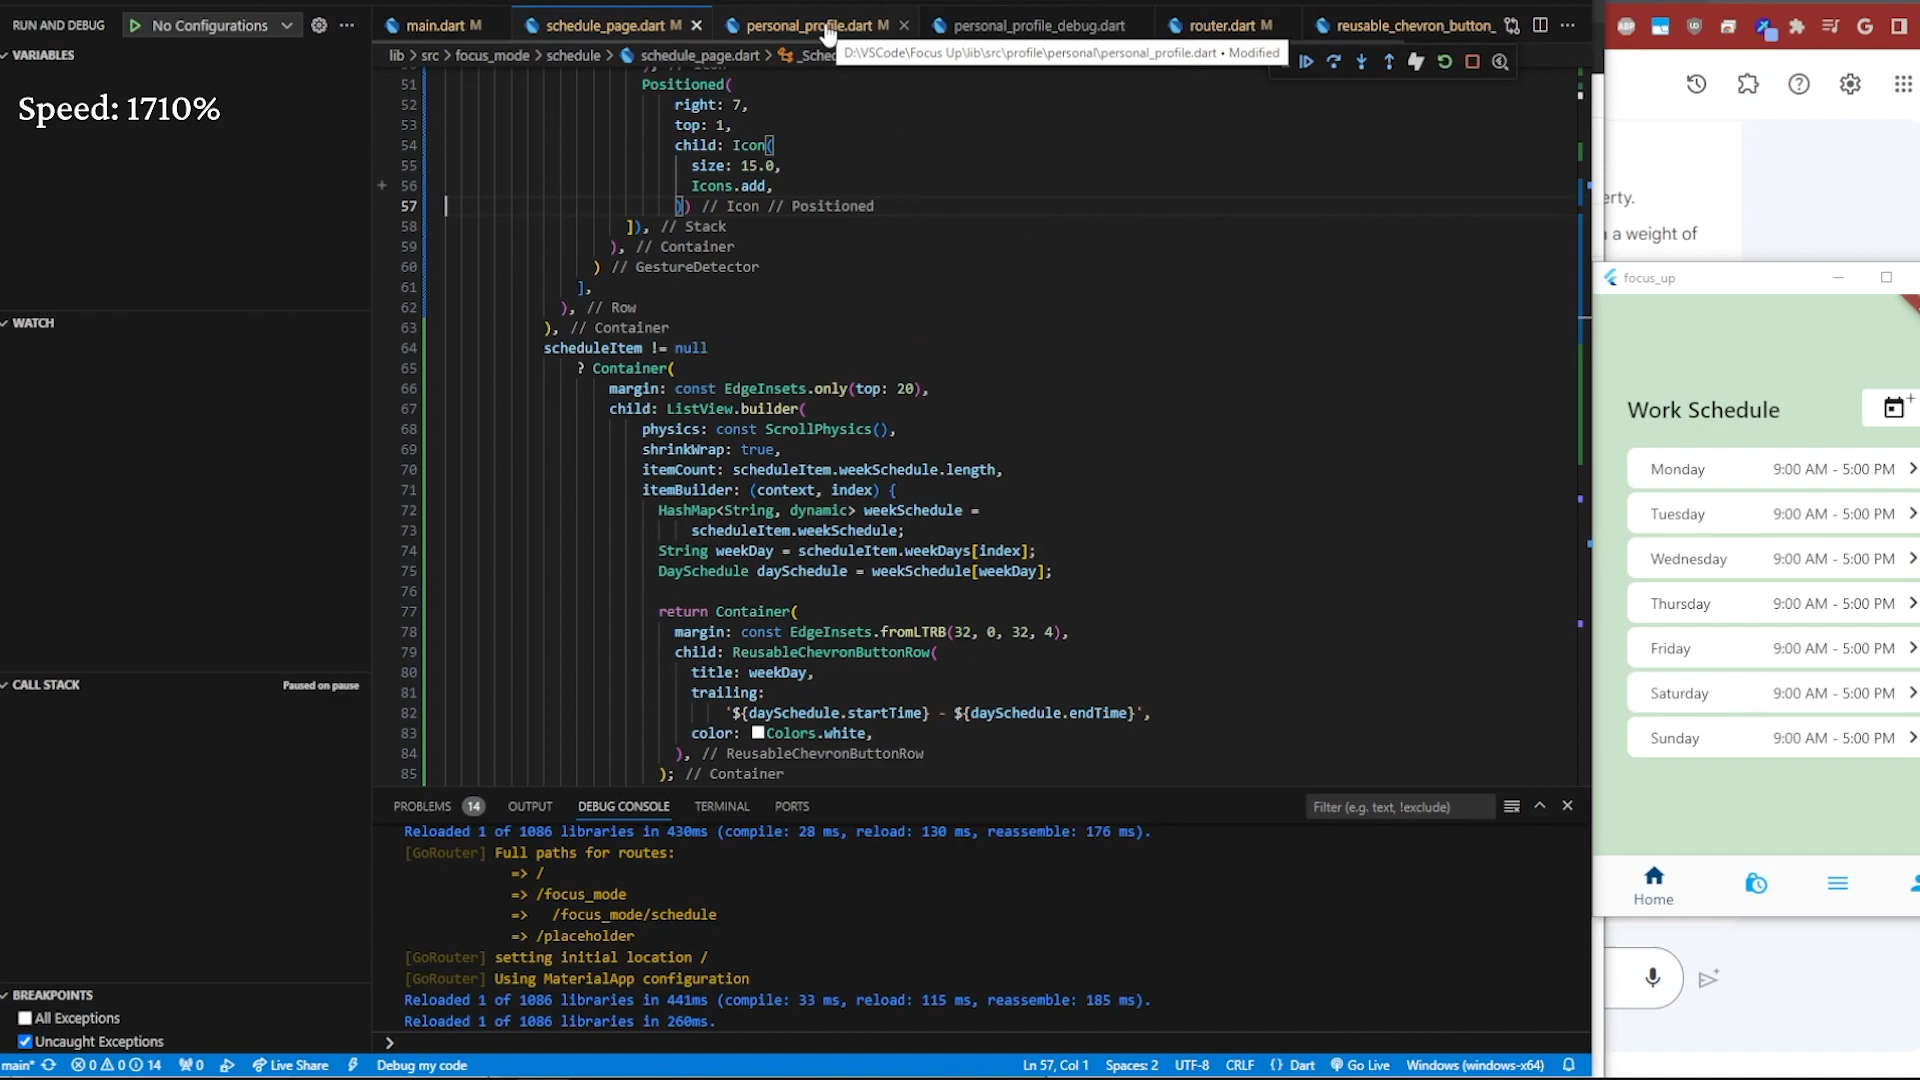 RUN AND DEBUG
No Configurations
VARIABLES
Speed: 1710%
WATCH
CALL STACK
Paused on pause
BREAKPOINTS
All Exceptions
Uncaught Exceptions
main.dart M
schedule_page.dart M
personal_profile.dart M
personal_profile_debug.dart
router.dart M
reusable_chevron_button_
lib > src > focus_mode > schedule > schedule_page.dart > _Sched
D:\VSCode\Focus Up\lib\src\profile\personal\personal_profile.dart • Modified
51 Positioned(
52 right: 7,
53 top: 1,
54 child: Icon(
55 size: 15.0,
56 Icons.add,
57 )) // Icon // Positioned
58 ]), // Stack
59 ), // Container
60 ) // GestureDetector
61 ],
62 ), // Row
63 ), // Container
64 scheduleItem != null
65 ? Container(
66 margin: const EdgeInsets.only(top: 20),
67 child: ListView.builder(
68 physics: const ScrollPhysics(),
69 shrinkWrap: true,
70 itemCount: scheduleItem.weekSchedule.length,
71 itemBuilder: (context, index) {
72 HashMap<String, dynamic> weekSchedule =
73 scheduleItem.weekSchedule;
74 String weekDay = scheduleItem.weekDays[index];
75 DaySchedule daySchedule = weekSchedule[weekDay];
76
77 return Container(
78 margin: const EdgeInsets.fromLTRB(32, 0, 32, 4),
79 child: ReusableChevronButtonRow(
80 title: weekDay,
81 trailing:
82 '${daySchedule.startTime} - ${daySchedule.endTime}',
83 color: Colors.white,
84 ), // ReusableChevronButtonRow
85 ); // Container
PROBLEMS 14 OUTPUT DEBUG CONSOLE TERMINAL PORTS
Filter (e.g. text, !exclude)
Reloaded 1 of 1086 libraries in 430ms (compile: 28 ms, reload: 130 ms, reassemble: 176 ms).
[GoRouter] Full paths for routes:
=> /
=> /focus_mode
=> /focus_mode/schedule
=> /placeholder
[GoRouter] setting initial location /
[GoRouter] Using MaterialApp configuration
Reloaded 1 of 1086 libraries in 441ms (compile: 33 ms, reload: 115 ms, reassemble: 185 ms).
Reloaded 1 of 1086 libraries in 260ms.
main* 0 0 14 0 Live Share Debug my code
Ln 57, Col 1 Spaces: 2 UTF-8 CRLF {} Dart Go Live Windows (windows-x64)
erty.
a weight of
focus_up
Work Schedule
Monday 9:00 AM - 5:00 PM
Tuesday 9:00 AM - 5:00 PM
Wednesday 9:00 AM - 5:00 PM
Thursday 9:00 AM - 5:00 PM
Friday 9:00 AM - 5:00 PM
Saturday 9:00 AM - 5:00 PM
Sunday 9:00 AM - 5:00 PM
Home